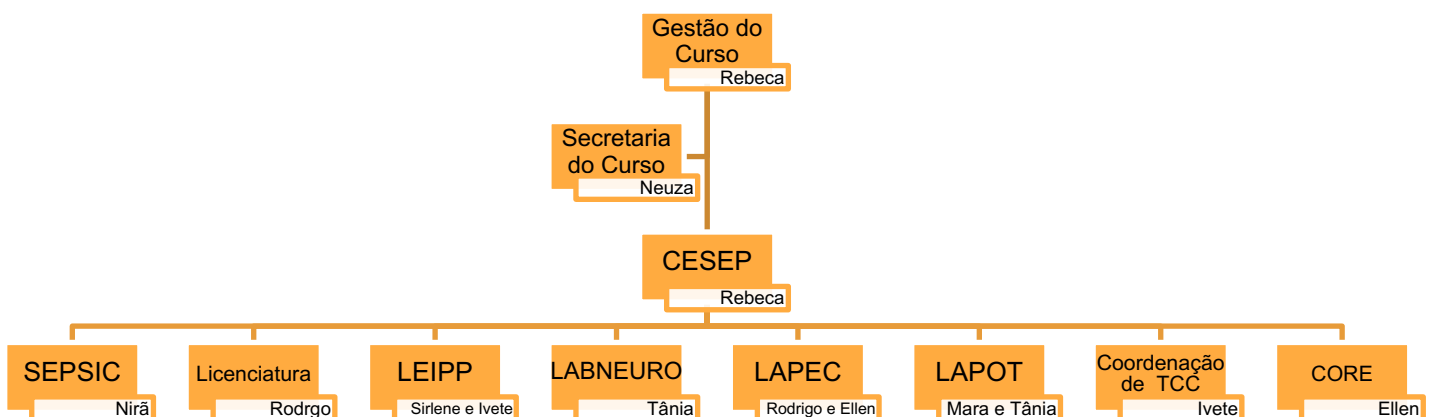 Gestão do
Curso
Rebeca
Secretaria
do Curso
Neuza
CESEP
Rebeca
SEPSIC
Nirã
Licenciatura
Rodrgo
LEIPP
Sirlene e Ivete
LABNEURO
Tânia
LAPEC
Rodrigo e Ellen
LAPOT
Mara e Tânia
Coordenação
de TCC
Ivete
CORE
Ellen